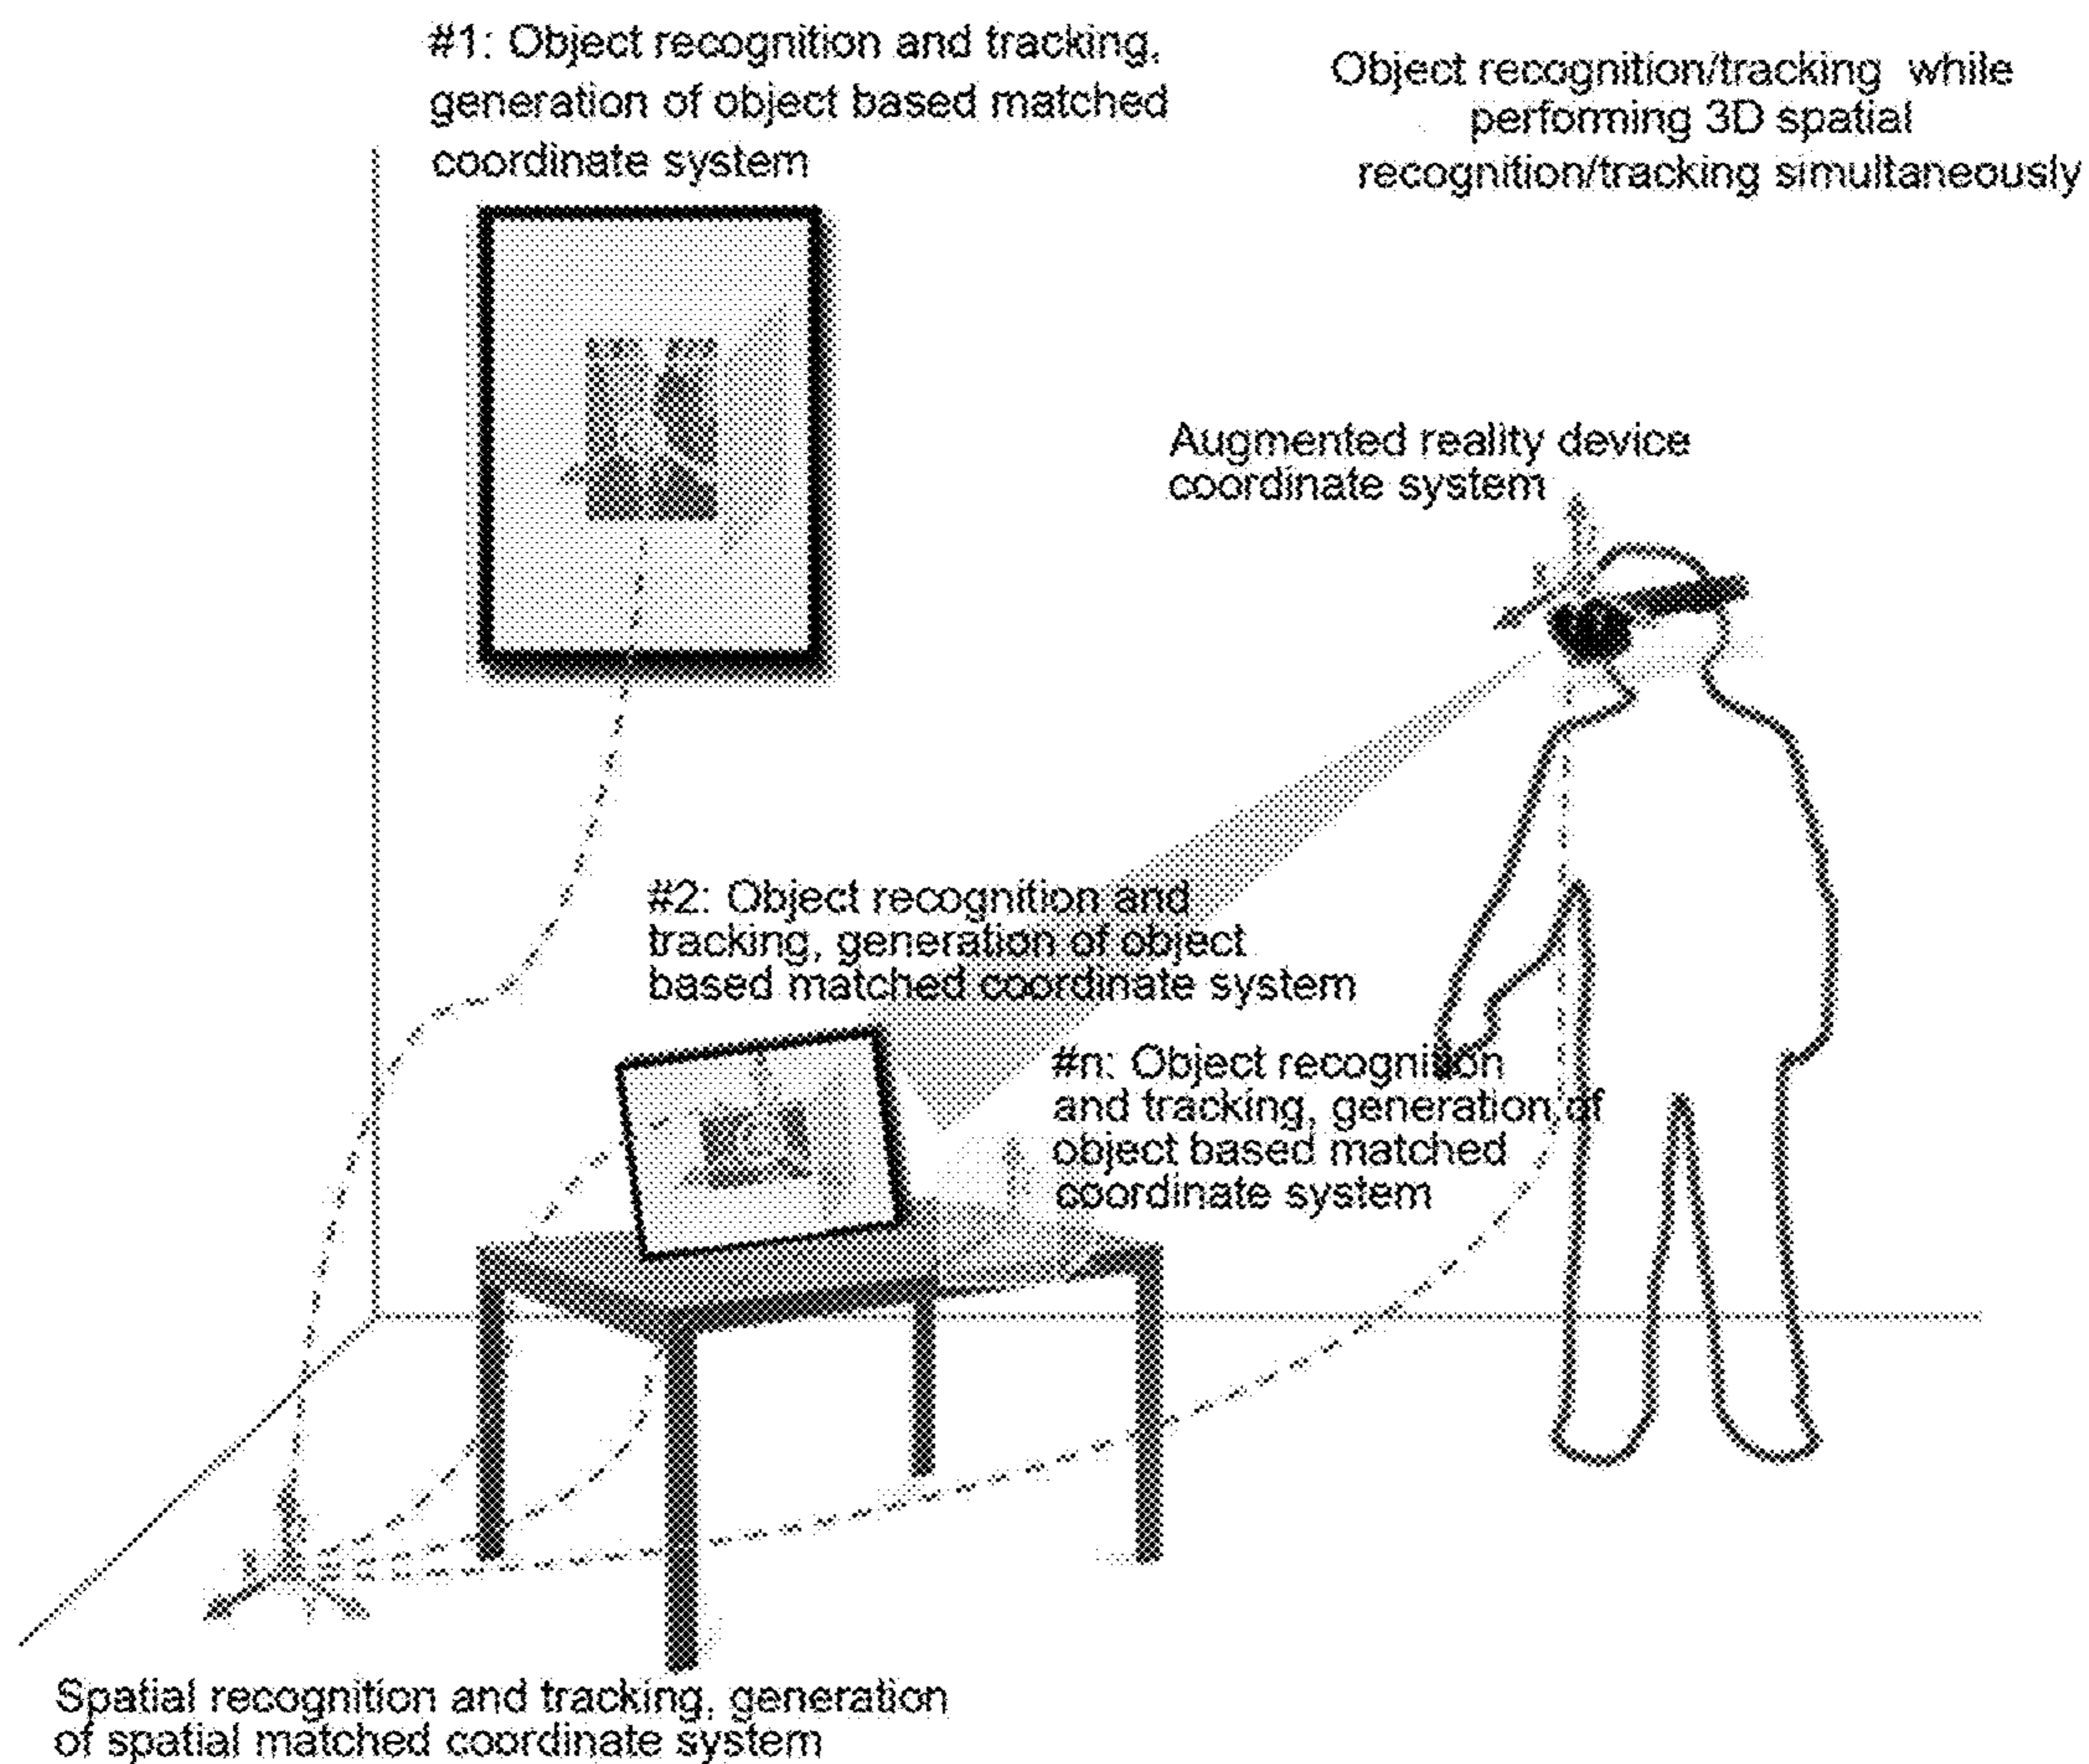 #1: Object recognition and tracking,
generation of object based matched
coordinate system
Object recognition/tracking while
performing 3D spatial
recognition/tracking simultaneously
Augmented reality device
coordinate system
#2: Object recognition and
tracking, generation of object
based matched coordinate system
#n: Object recognition
and tracking, generation of
object based matched
coordinate system
Spatial recognition and tracking, generation
of spatial matched coordinate system